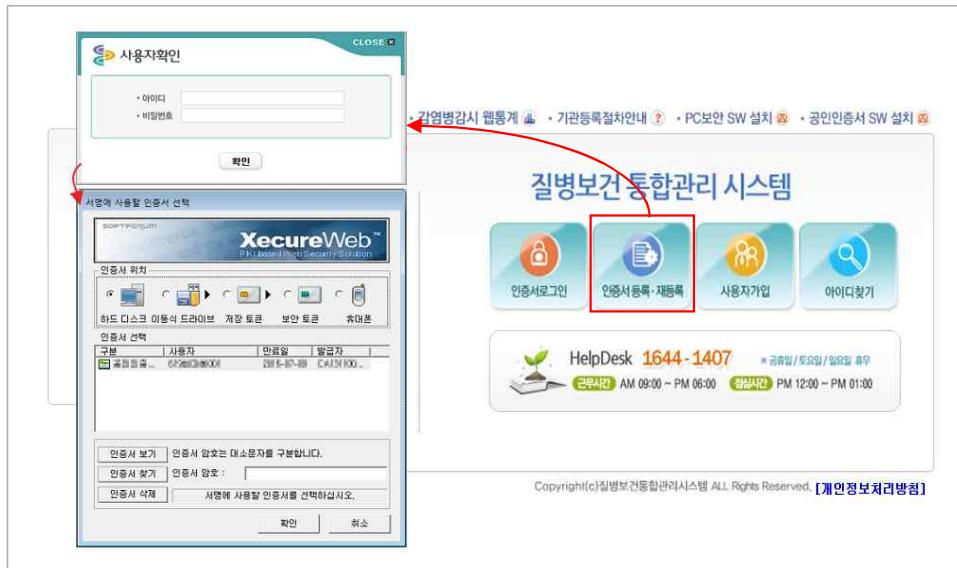 사용자확인
CLOSE
• 아이디
• 비밀번호
확인
• 감염병감시 웹통계 • 기관등록절차안내 ? • PC보안 SW 설치 • 공인인증서 SW 설치
질병보건 통합관리 시스템
인증서로그인 인증서등록·재등록 사용자가입 아이디찾기
HelpDesk 1644-1407 * 공휴일/토요일/일요일 휴무
근무시간 AM 09:00 ~ PM 06:00 점심시간 PM 12:00 ~ PM 01:00
Copyright(c)질병보건통합관리시스템 ALL Rights Reserved. [개인정보처리방침]
서명에 사용할 인증서 선택
SOFTFORUM
XecureWeb™
PKI based Web Security Solution
인증서 위치
하드 디스크 이동식 드라이브 저장 토큰 보안 토큰 휴대폰
인증서 선택
구분 사용자 만료일 발급자
인증서 보기 인증서 암호는 대소문자를 구분합니다.
인증서 찾기 인증서 암호 :
인증서 삭제 서명에 사용할 인증서를 선택하십시오.
확인 취소